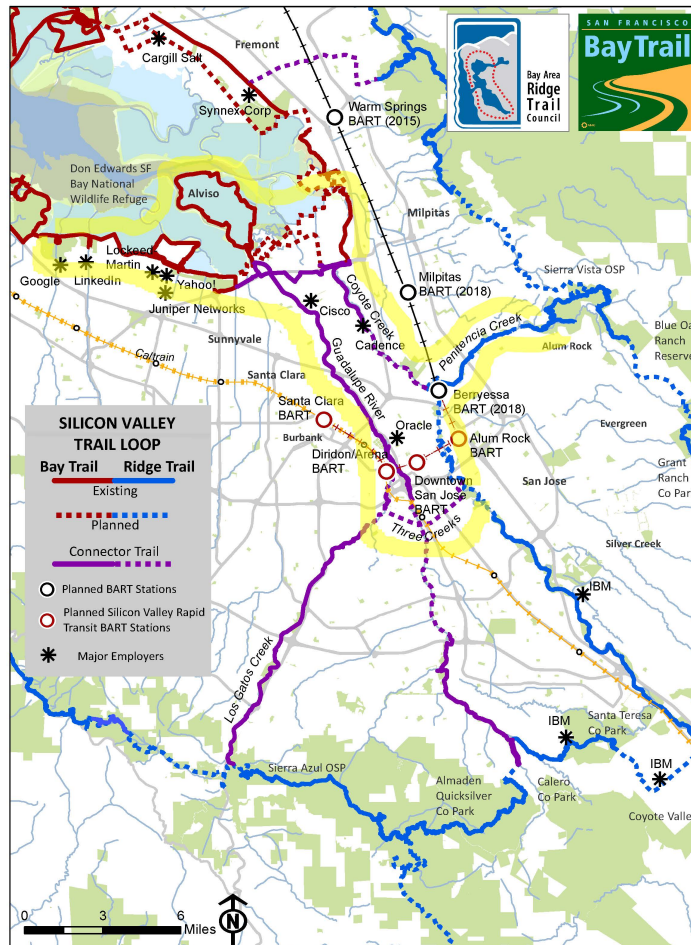 Fremont
Cargill Salt
Synnex Corp
Warm Springs
BART (2015)
Bay Area
Ridge
Trail
Council
SAN FRANCISCO
Bay Trail
Don Edwards SF
Bay National
Wildlife Refuge
Alviso
Milpitas
Lockeed
Martin
Google
LinkedIn
Yahoo!
Juniper Networks
Cisco
Coyote Creek
Cadence
Milpitas
BART (2018)
Sierra Vista OSP
Penitencia Creek
Alum Rock
Blue Oa
Ranch
Reserve
Sunnyvale
Caltrain
Santa Clara
Guadalupe River
Berryessa
BART (2018)
Santa Clara
BART
Burbank
Oracle
Alum Rock
BART
Evergreen
Diridon/Arena
BART
Downtown
San Jose
BART
San Jose
Grant
Ranch
Co Par
Three Creeks
Silver Creek
SILICON VALLEY
TRAIL LOOP
Bay Trail Ridge Trail
Existing
Planned
Connector Trail
Planned BART Stations
Planned Silicon Valley Rapid
Transit BART Stations
Major Employers
IBM
Los Gatos Creek
IBM
Santa Teresa
Co Park
IBM
Sierra Azul OSP
Almaden
Quicksilver
Co Park
Calero
Co Park
Coyote Valle
N
0 3 6
Miles